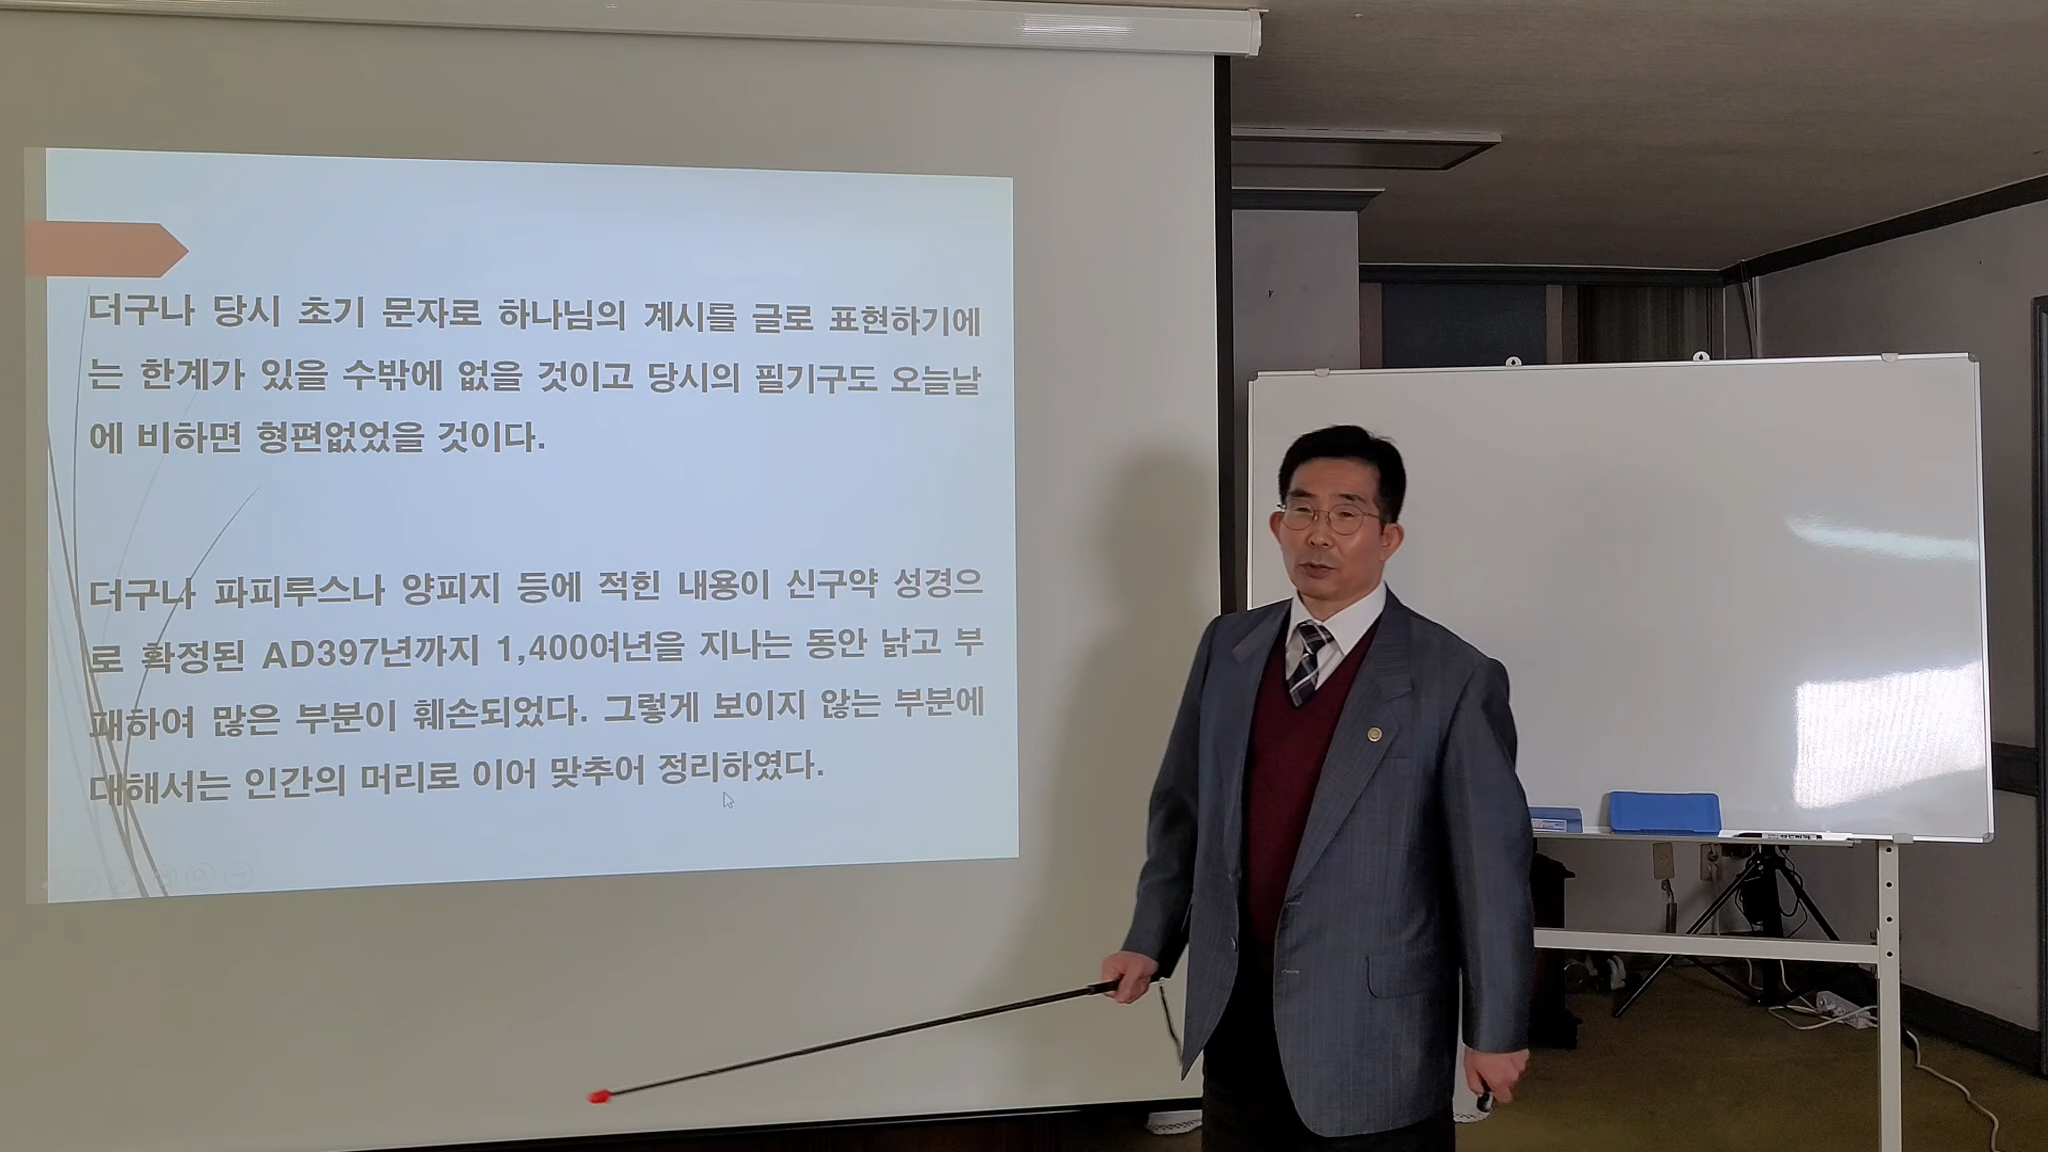 더구나 당시 초기 문자로 하나님의 계시를 글로 표현하기에
는 한계가 있을 수밖에 없을 것이고 당시의 필기구도 오늘날
에 비하면 형편없었을 것이다.
더구나 파피루스나 양피지 등에 적힌 내용이 신구약 성경으
로 확정된 AD397년까지 1,400여년을 지나는 동안 낡고 부
패하여 많은 부분이 훼손되었다. 그렇게 보이지 않는 부분에
대해서는 인간의 머리로 이어 맞추어 정리하였다.